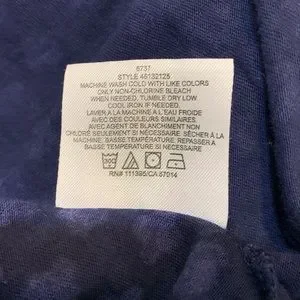 5737
STYLE 45132125
MACHINE WASH COLD WITH LIKE COLORS
ONLY NON-CHLORINE BLEACH
WHEN NEEDED, TUMBLE DRY LOW.
COOL IRON IF NEEDED.
LAVER A LA MACHINE A L'EAU FROIDE
AVEC DES COULEURS SIMILAIRES.
AVEC AGENT DE BLANCHIMENT NON
CHLORÉ SEULEMENT SI NÉCESSAIRE. SÉCHER À LA
MACHINE, BASSE TEMPÉRATURE. REPASSER A
BASSE TEMPÉRATURE SI NÉCESSAIRE
RN# 111395/CA 57014